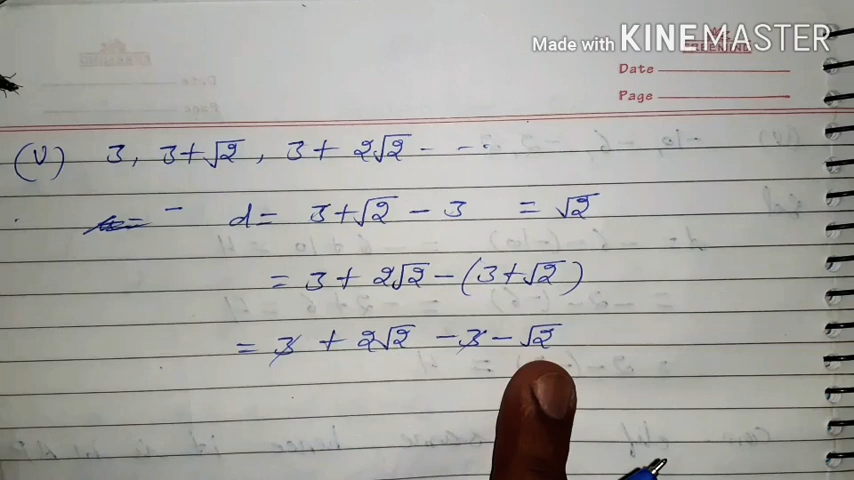 Made with KINEMASTER
Date
Page
(V) 3, 3+√2, 3+ 2√2 - - .
d= 3+√2 - 3 = √2
= 3+ 2√2 -(3+√2)
= 3 + 2√2 -3-√2